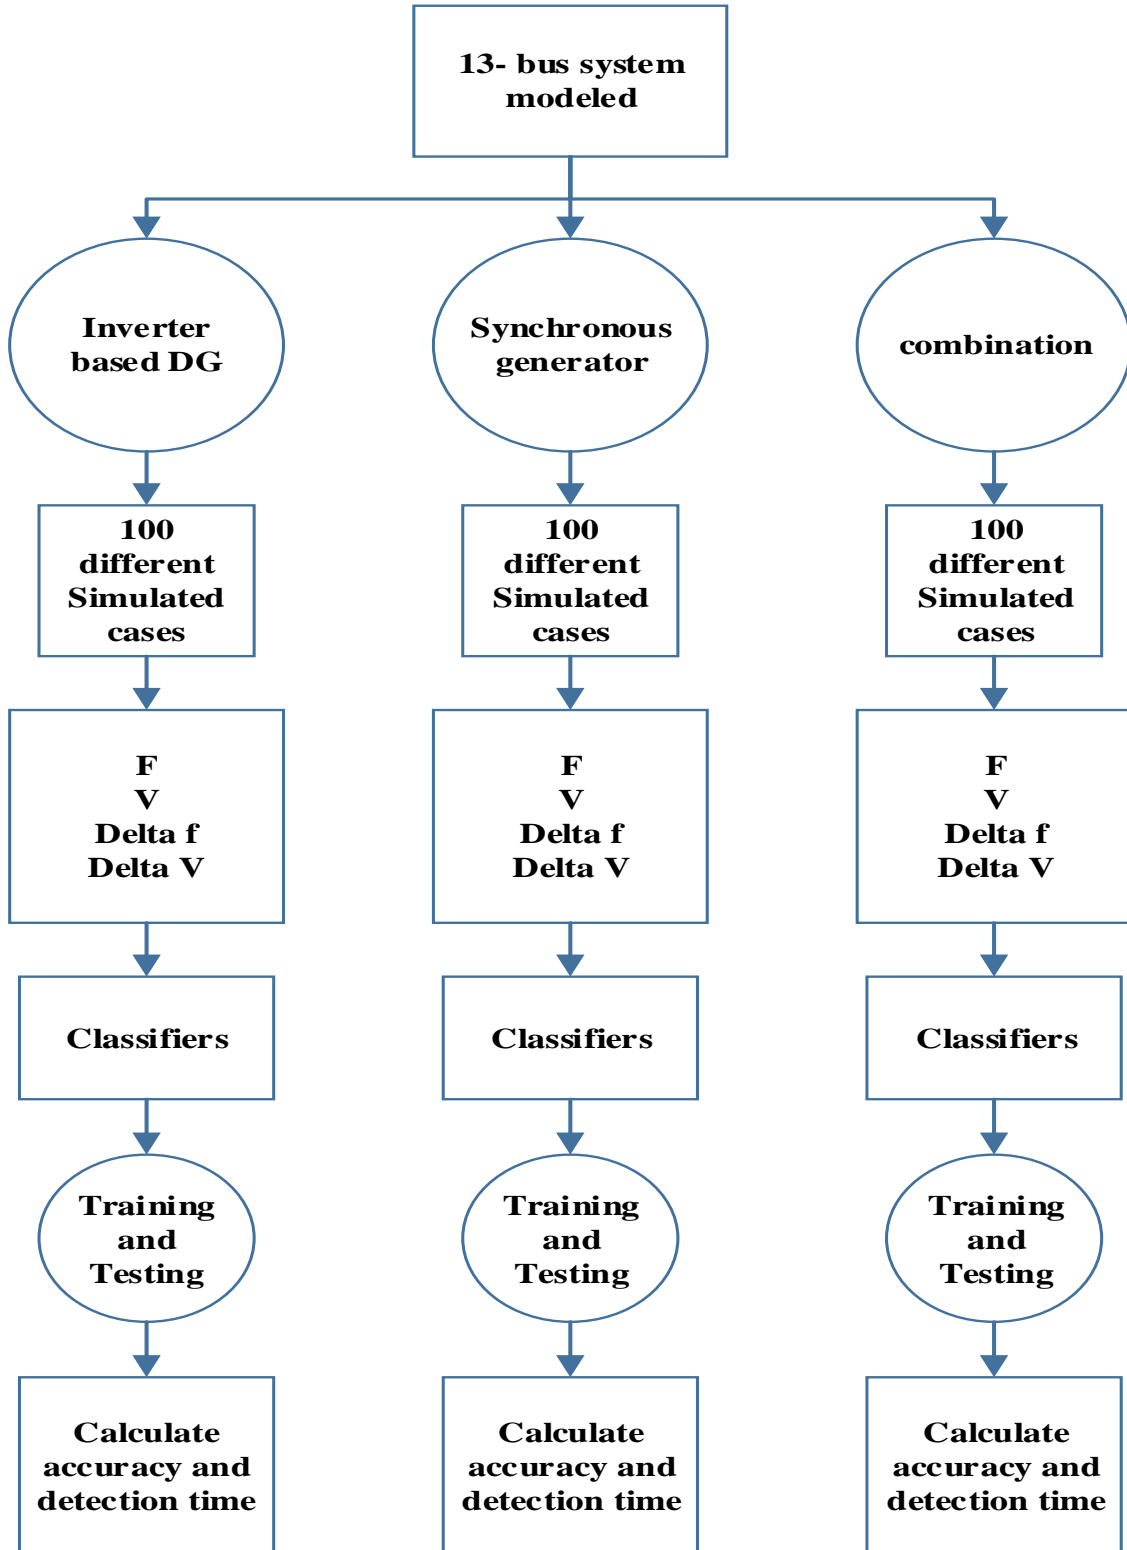 13- bus system
modeled
Inverter
based DG
Synchronous
generator
combination
100
different
Simulated
cases
100
different
Simulated
cases
100
different
Simulated
cases
F
V
Delta f
Delta V
F
V
Delta f
Delta V
F
V
Delta f
Delta V
Classifiers
Classifiers
Classifiers
Training
and
Testing
Training
and
Testing
Training
and
Testing
Calculate
accuracy and
detection time
Calculate
accuracy and
detection time
Calculate
accuracy and
detection time